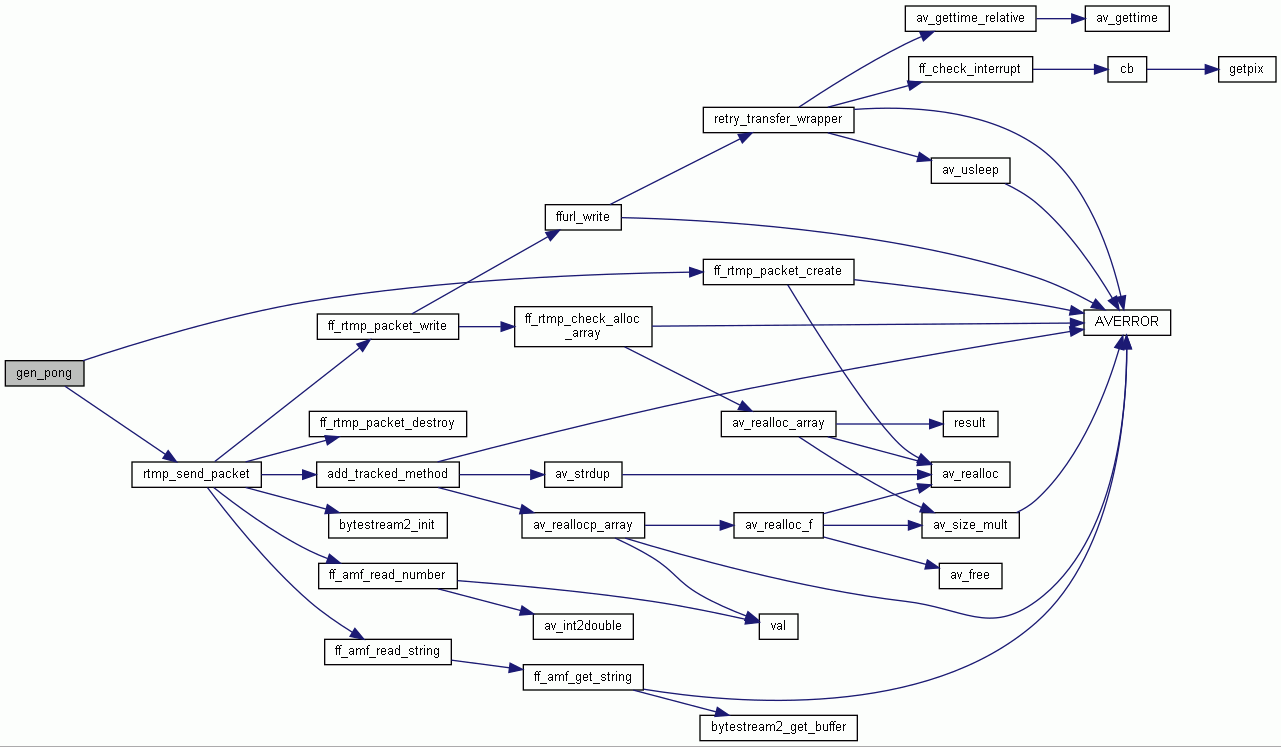 av_gettime_relative
av_gettime
ff_check_interrupt
cb
getpix
retry_transfer_wrapper
av_usleep
ffurl_write
ff_rtmp_packet_create
ff_rtmp_packet_write
ff_rtmp_check_alloc
_array
AVERROR
gen_pong
ff_rtmp_packet_destroy
av_realloc_array
result
rtmp_send_packet
add_tracked_method
av_strdup
av_realloc
bytestream2_init
av_reallocp_array
av_realloc_f
av_size_mult
ff_amf_read_number
av_free
av_int2double
val
ff_amf_read_string
ff_amf_get_string
bytestream2_get_buffer